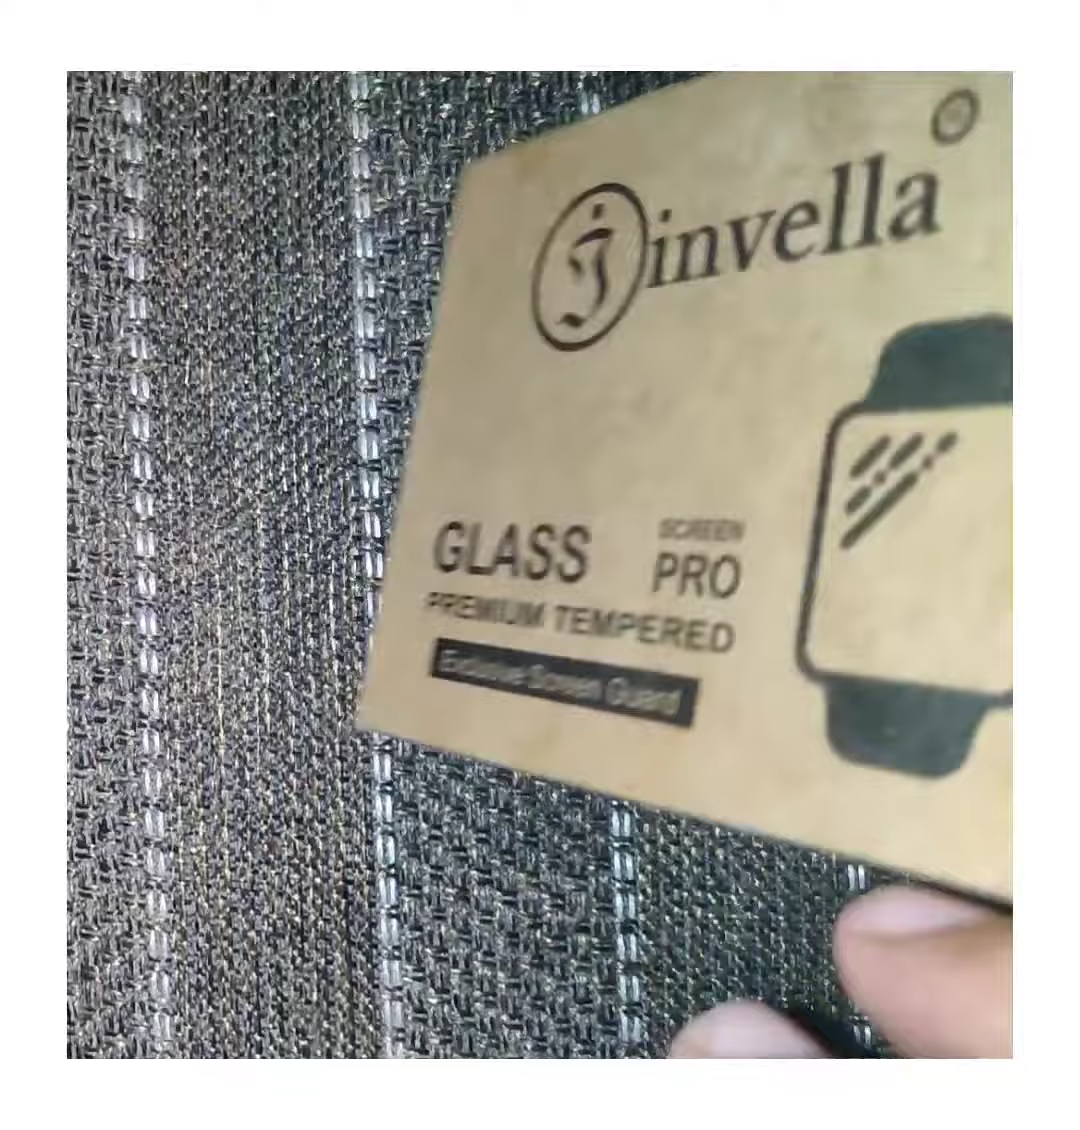 invella
GLASS
SCREEN
PRO
PREMIUM TEMPERED
Exclusive Screen Guard